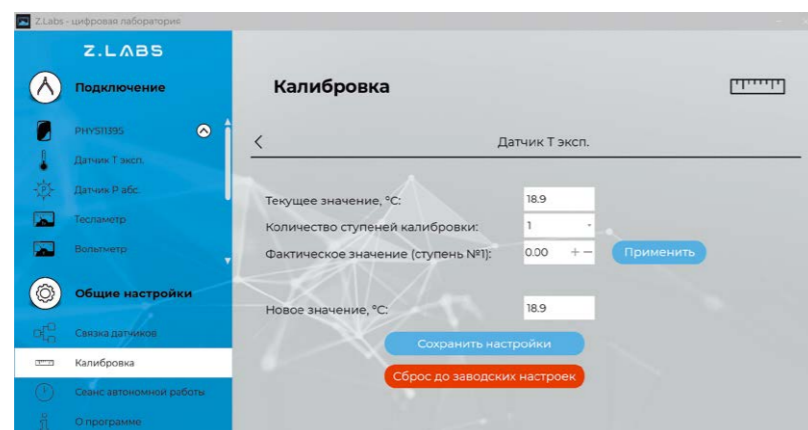 Z.Labs - цифровая лаборатория
Z.LABS
Подключение
PHYS11395
Датчик T эксп.
Датчик P абс.
Тесламетр
Вольтметр
Общие настройки
Связка датчиков
Калибровка
Сеанс автономной работы
О программе
Калибровка
Датчик T эксп.
Текущее значение, °C: 18.9
Количество ступеней калибровки: 1
Фактическое значение (ступень №1): 0.00 + − Применить
Новое значение, °C: 18.9
Сохранить настройки
Сброс до заводских настроек